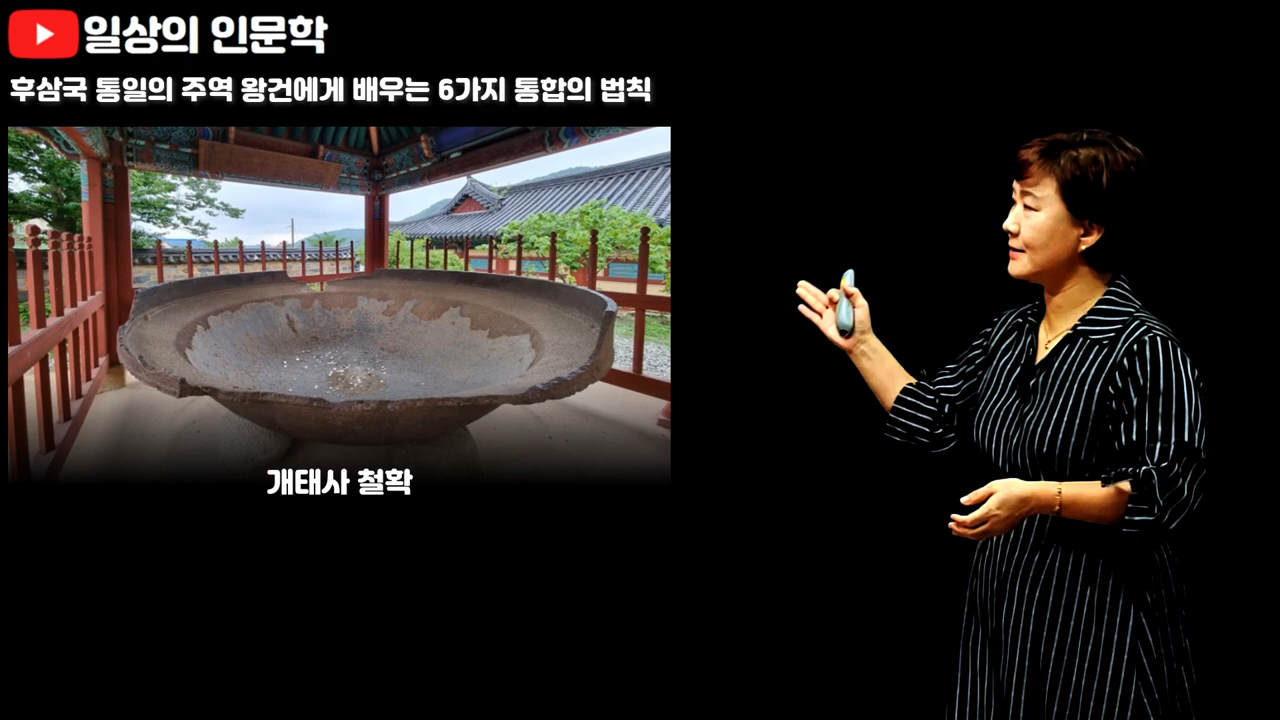 일상의 인문학
후삼국 통일의 주역 왕건에게 배우는 6가지 통합의 법칙
개태사 철확